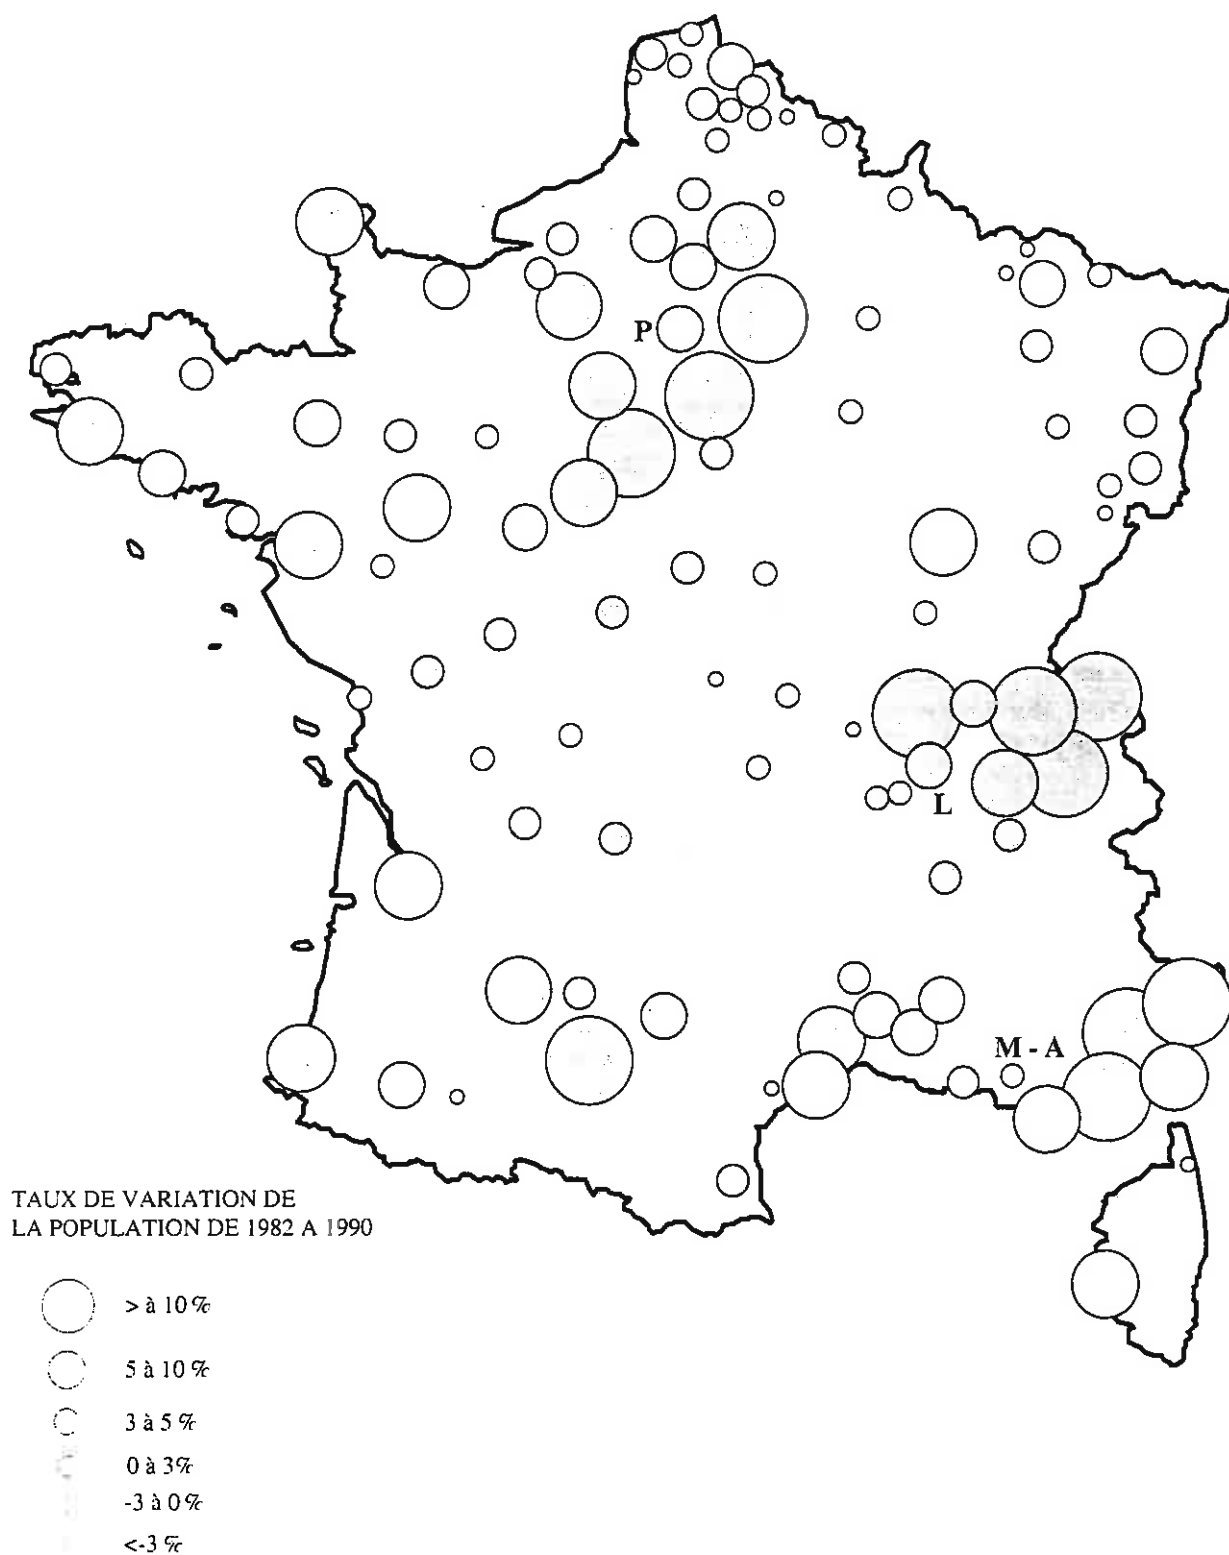 P
L
M - A
TAUX DE VARIATION DE
LA POPULATION DE 1982 A 1990
> à 10 %
5 à 10 %
3 à 5 %
0 à 3%
-3 à 0 %
<-3 %